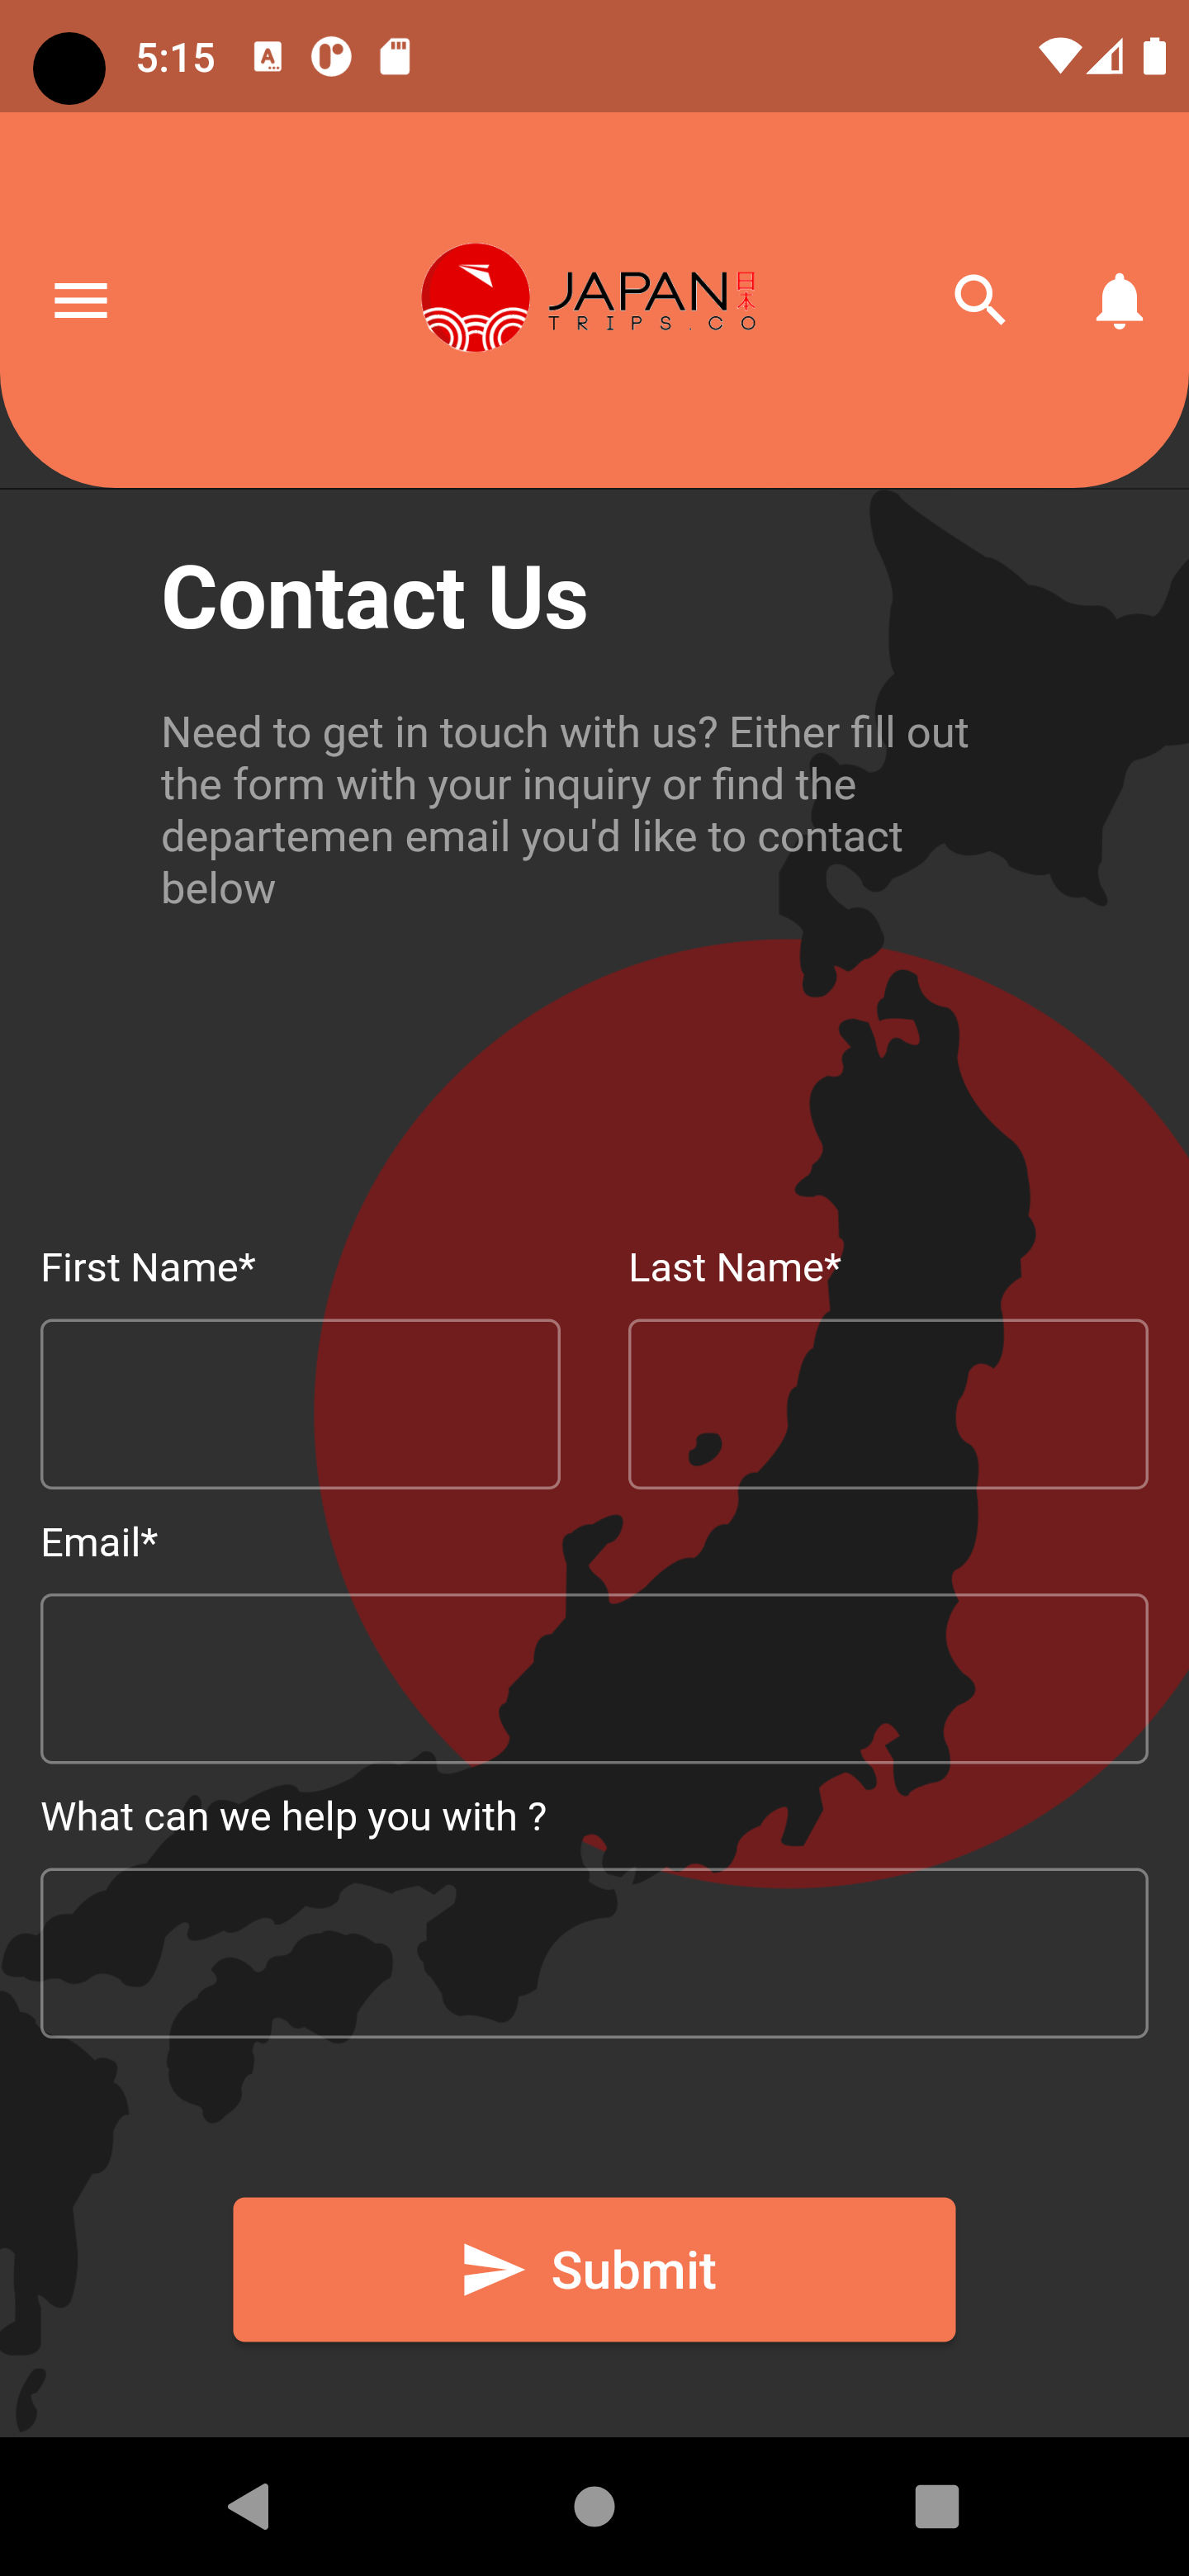 5:15
JAPAN 日本
TRIPS.CO
Contact Us
Need to get in touch with us? Either fill out
the form with your inquiry or find the
departemen email you'd like to contact
below
First Name* Last Name*
Email*
What can we help you with ?
Submit